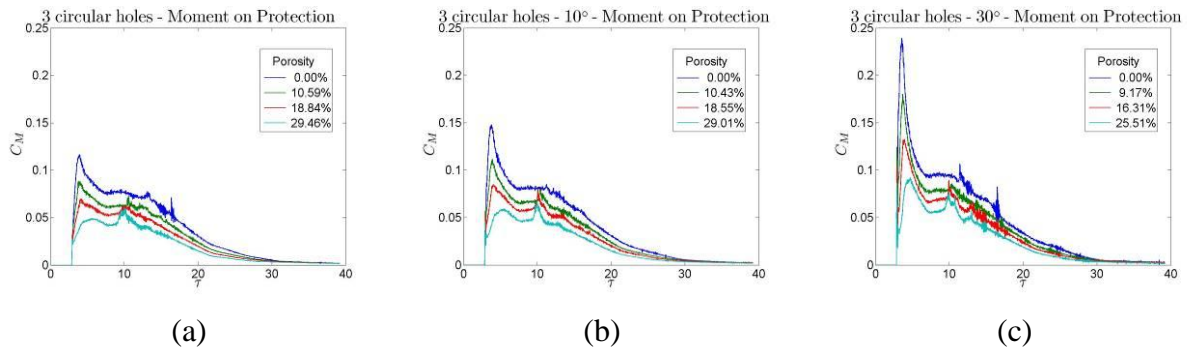 3 circular holes - Moment on Protection
0.25
0.2
0.15
0.1
0.05
0
C_M
Porosity
0.00%
10.59%
18.84%
29.46%
0 10 20 30 40
τ
(a)
3 circular holes - 10° - Moment on Protection
0.25
0.2
0.15
0.1
0.05
0
C_M
Porosity
0.00%
10.43%
18.55%
29.01%
0 10 20 30 40
τ
(b)
3 circular holes - 30° - Moment on Protection
0.25
0.2
0.15
0.1
0.05
0
C_M
Porosity
0.00%
9.17%
16.31%
25.51%
0 10 20 30 40
τ
(c)